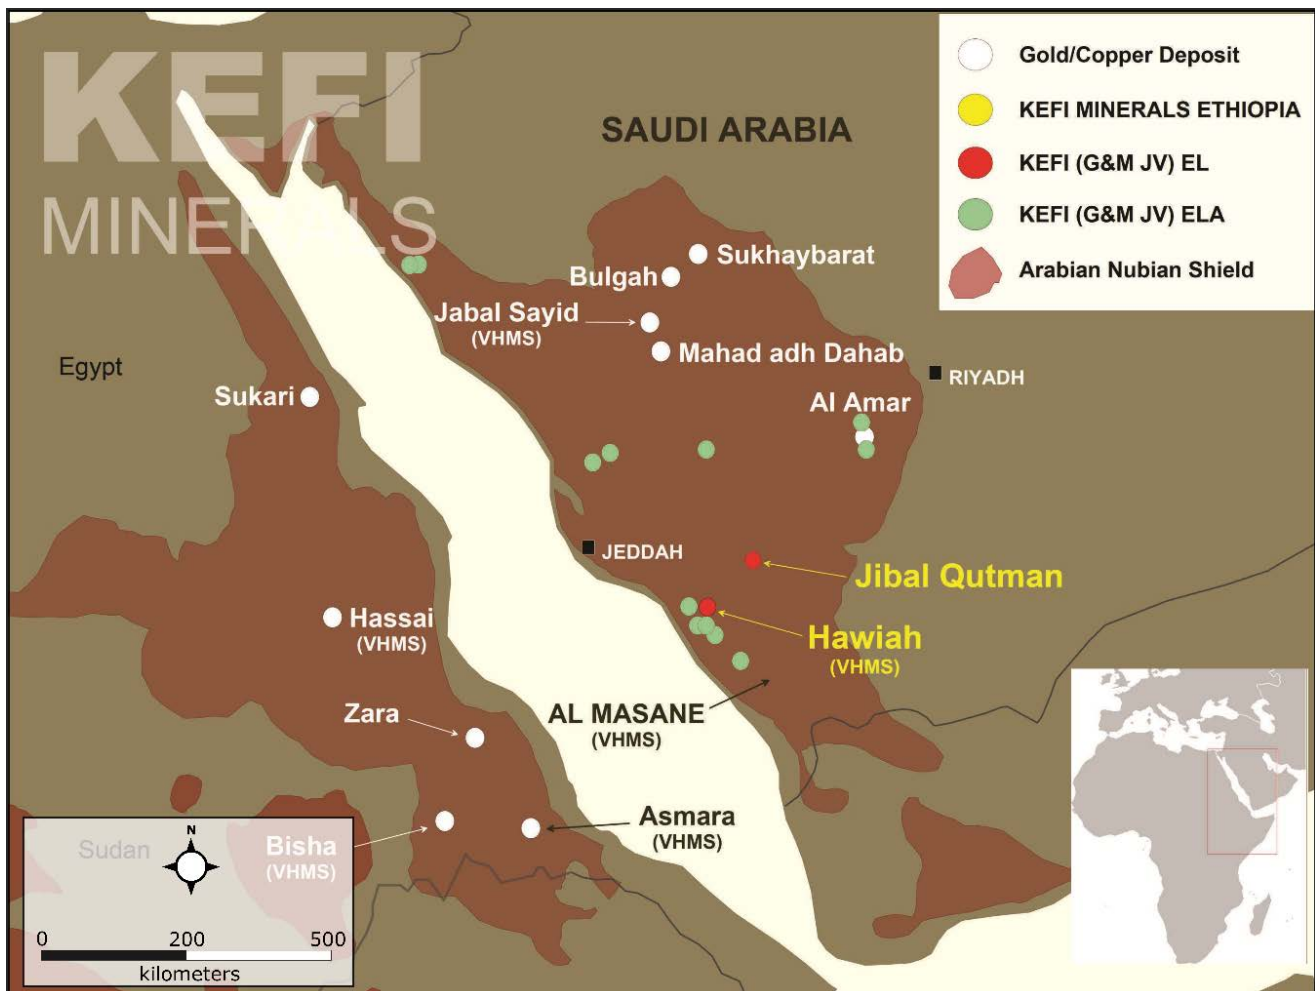 KEFI
MINERALS
SAUDI ARABIA
Gold/Copper Deposit
KEFI MINERALS ETHIOPIA
KEFI (G&M JV) EL
KEFI (G&M JV) ELA
Arabian Nubian Shield
Sukhaybarat
Bulgah
Jabal Sayid
(VHMS)
Mahad adh Dahab
Egypt
Sukari
RIYADH
Al Amar
JEDDAH
Jibal Qutman
Hassai
(VHMS)
Hawiah
(VHMS)
Zara
AL MASANE
(VHMS)
Asmara
(VHMS)
Sudan
N
Bisha
(VHMS)
0 200 500
kilometers